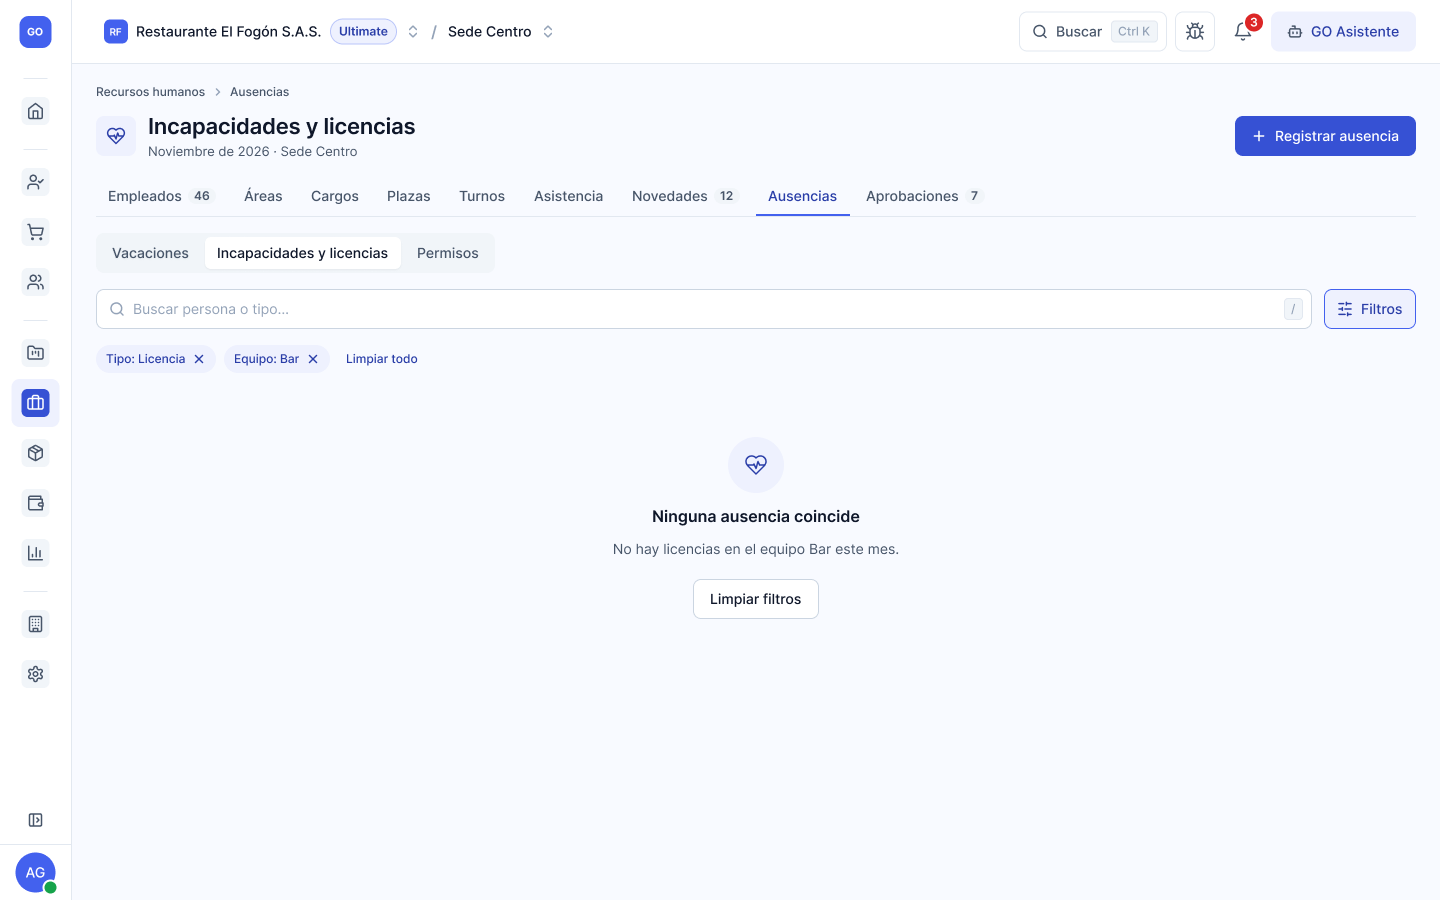 GO
RF Restaurante El Fogón S.A.S. Ultimate / Sede Centro
Buscar Ctrl K
3
GO Asistente
Recursos humanos > Ausencias
Incapacidades y licencias
Noviembre de 2026 · Sede Centro
+ Registrar ausencia
Empleados 46 Áreas Cargos Plazas Turnos Asistencia Novedades 12 Ausencias Aprobaciones 7
Vacaciones Incapacidades y licencias Permisos
Buscar persona o tipo... /
Filtros
Tipo: Licencia Equipo: Bar Limpiar todo
Ninguna ausencia coincide
No hay licencias en el equipo Bar este mes.
Limpiar filtros
AG